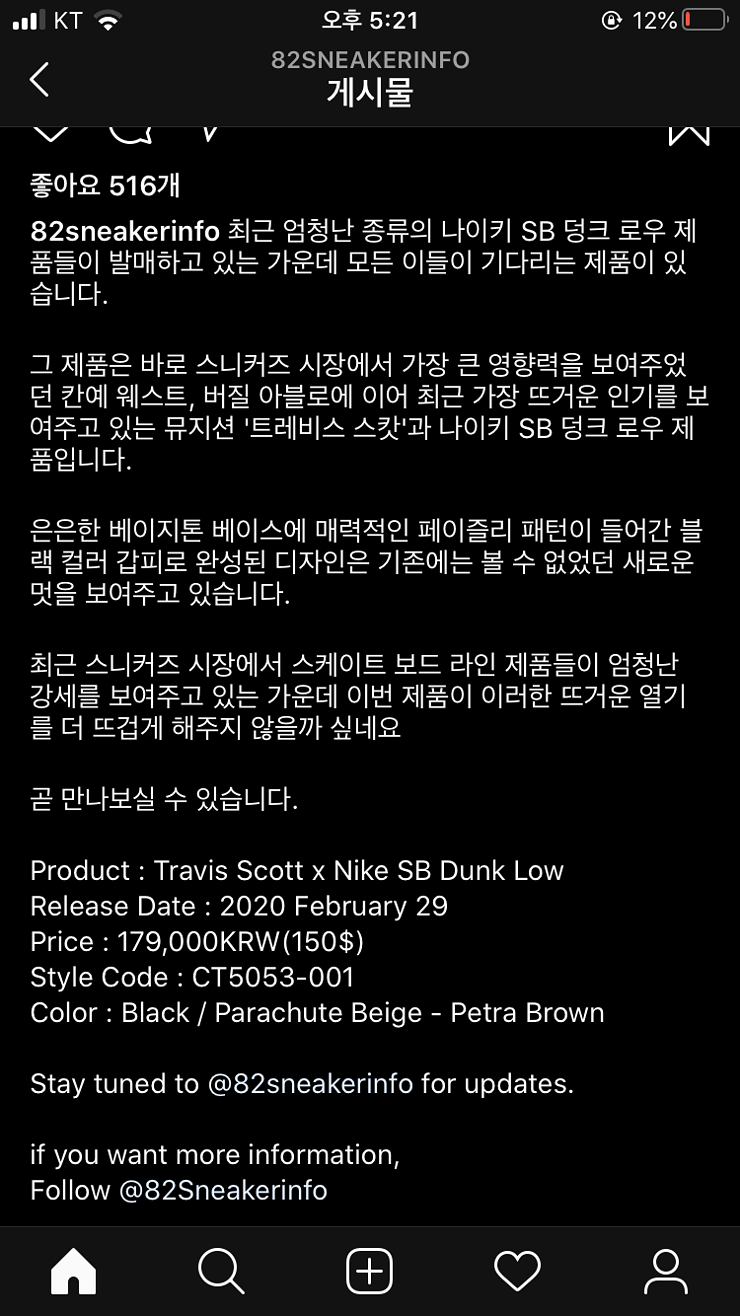 KT 오후 5:21 12%
82SNEAKERINFO
게시물
좋아요 516개
82sneakerinfo 최근 엄청난 종류의 나이키 SB 덩크 로우 제
품들이 발매하고 있는 가운데 모든 이들이 기다리는 제품이 있
습니다.
그 제품은 바로 스니커즈 시장에서 가장 큰 영향력을 보여주었
던 칸예 웨스트, 버질 아블로에 이어 최근 가장 뜨거운 인기를 보
여주고 있는 뮤지션 '트레비스 스캇'과 나이키 SB 덩크 로우 제
품입니다.
은은한 베이지톤 베이스에 매력적인 페이즐리 패턴이 들어간 블
랙 컬러 갑피로 완성된 디자인은 기존에는 볼 수 없었던 새로운
멋을 보여주고 있습니다.
최근 스니커즈 시장에서 스케이트 보드 라인 제품들이 엄청난
강세를 보여주고 있는 가운데 이번 제품이 이러한 뜨거운 열기
를 더 뜨겁게 해주지 않을까 싶네요
곧 만나보실 수 있습니다.
Product : Travis Scott x Nike SB Dunk Low
Release Date : 2020 February 29
Price : 179,000KRW(150$)
Style Code : CT5053-001
Color : Black / Parachute Beige - Petra Brown
Stay tuned to @82sneakerinfo for updates.
if you want more information,
Follow @82Sneakerinfo